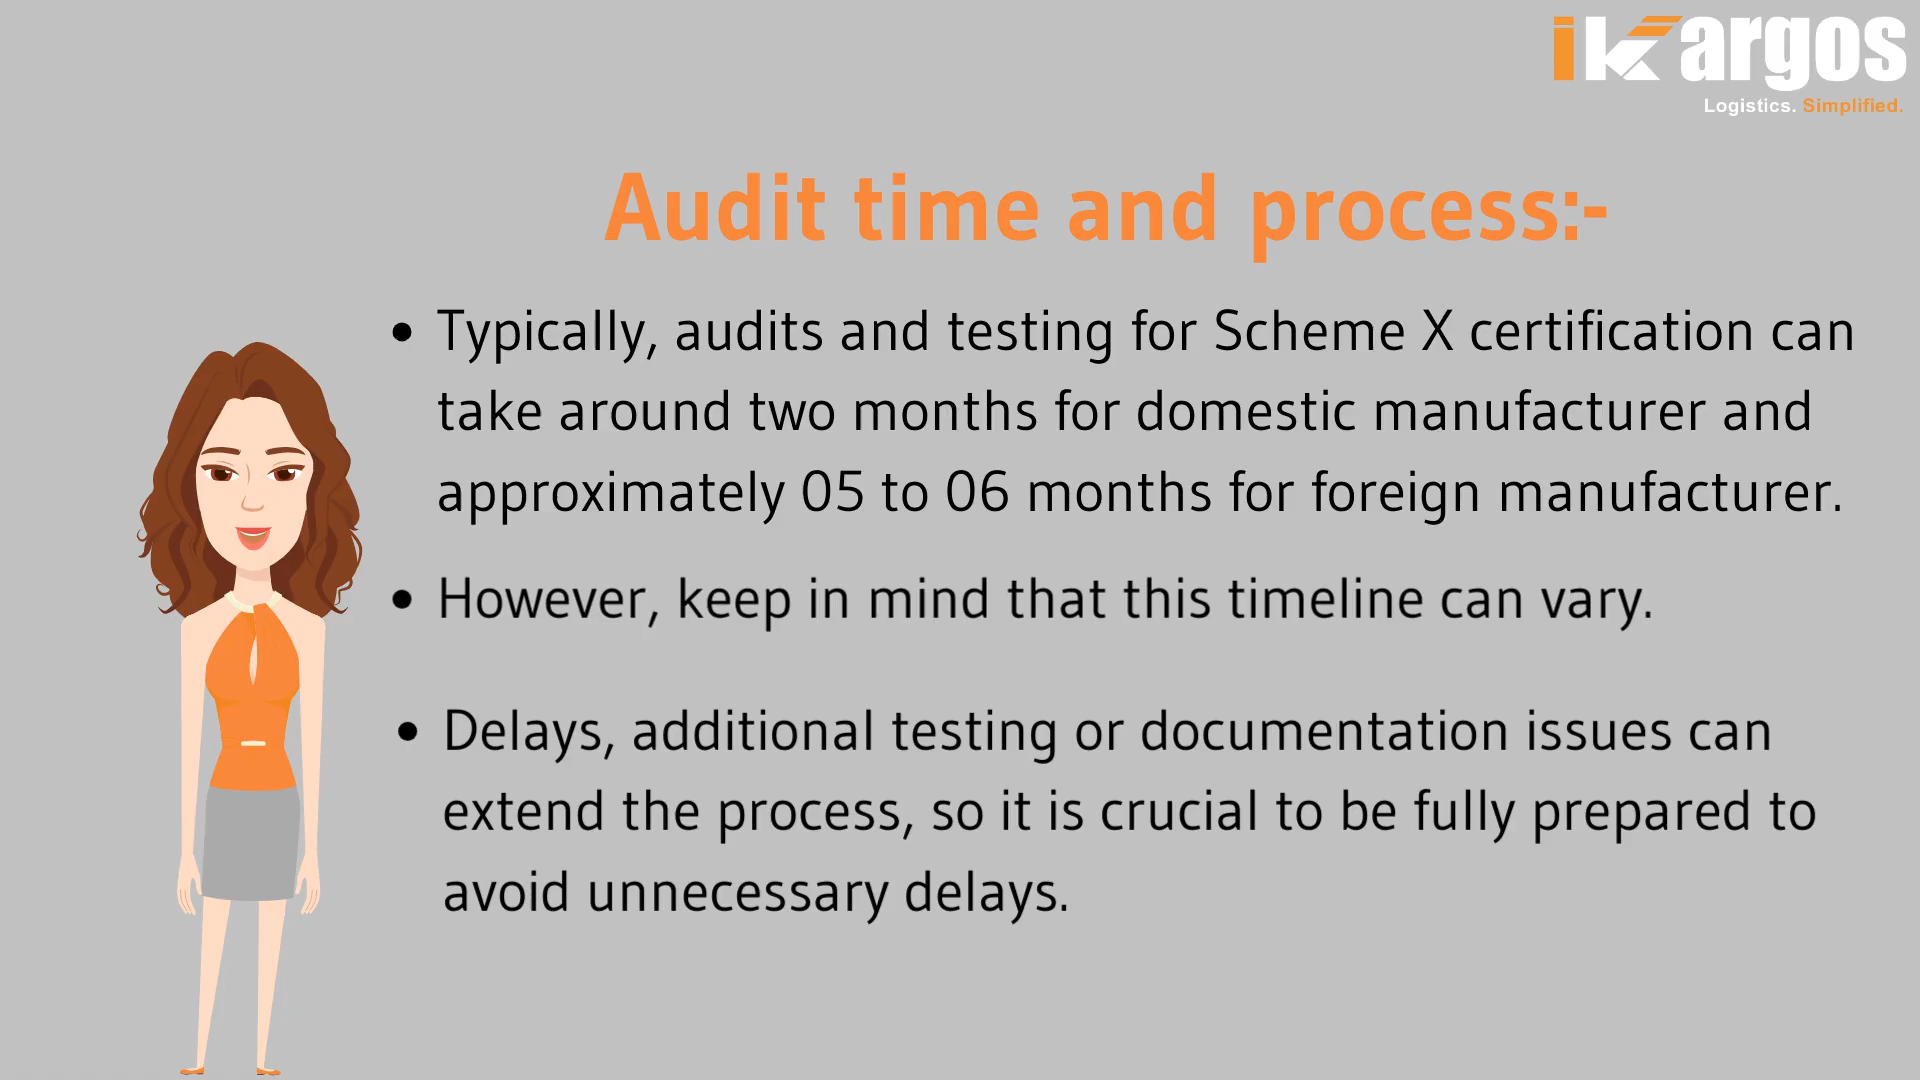 iKargos
Logistics. Simplified.
Audit time and process:-
• Typically, audits and testing for Scheme X certification can
take around two months for domestic manufacturer and
approximately 05 to 06 months for foreign manufacturer.
• However, keep in mind that this timeline can vary.
• Delays, additional testing or documentation issues can
extend the process, so it is crucial to be fully prepared to
avoid unnecessary delays.